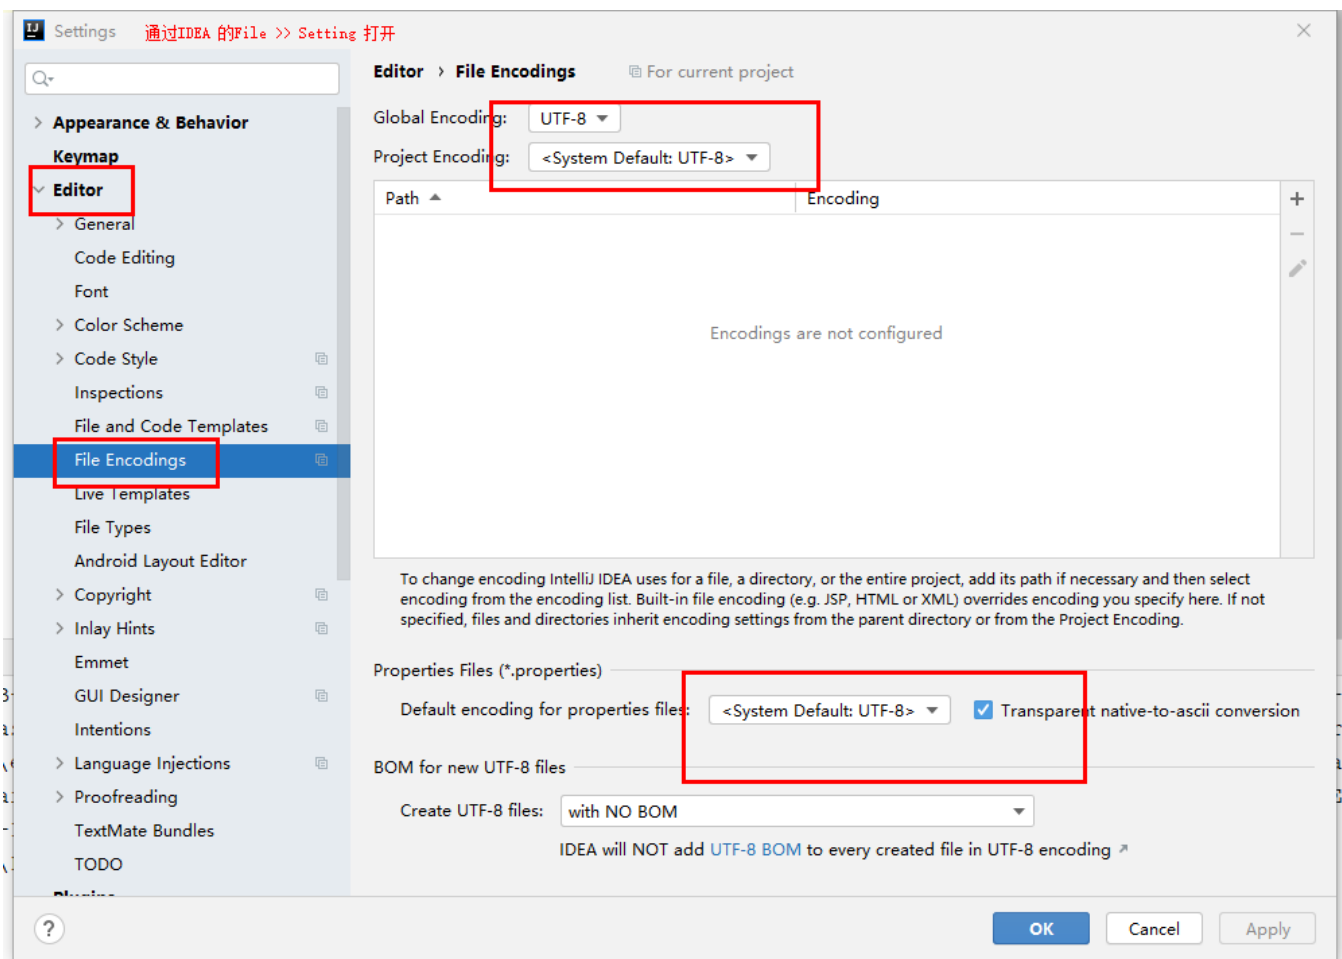 Settings 通过IDEA 的File >> Setting 打开
Editor › File Encodings For current project
Global Encoding: UTF-8
Project Encoding: <System Default: UTF-8>
Path Encoding
Encodings are not configured
To change encoding IntelliJ IDEA uses for a file, a directory, or the entire project, add its path if necessary and then select
encoding from the encoding list. Built-in file encoding (e.g. JSP, HTML or XML) overrides encoding you specify here. If not
specified, files and directories inherit encoding settings from the parent directory or from the Project Encoding.
Properties Files (*.properties)
Default encoding for properties files: <System Default: UTF-8> Transparent native-to-ascii conversion
BOM for new UTF-8 files
Create UTF-8 files: with NO BOM
IDEA will NOT add UTF-8 BOM to every created file in UTF-8 encoding
Appearance & Behavior
Keymap
Editor
General
Code Editing
Font
Color Scheme
Code Style
Inspections
File and Code Templates
File Encodings
Live Templates
File Types
Android Layout Editor
Copyright
Inlay Hints
Emmet
GUI Designer
Intentions
Language Injections
Proofreading
TextMate Bundles
TODO
Plugins
? OK Cancel Apply